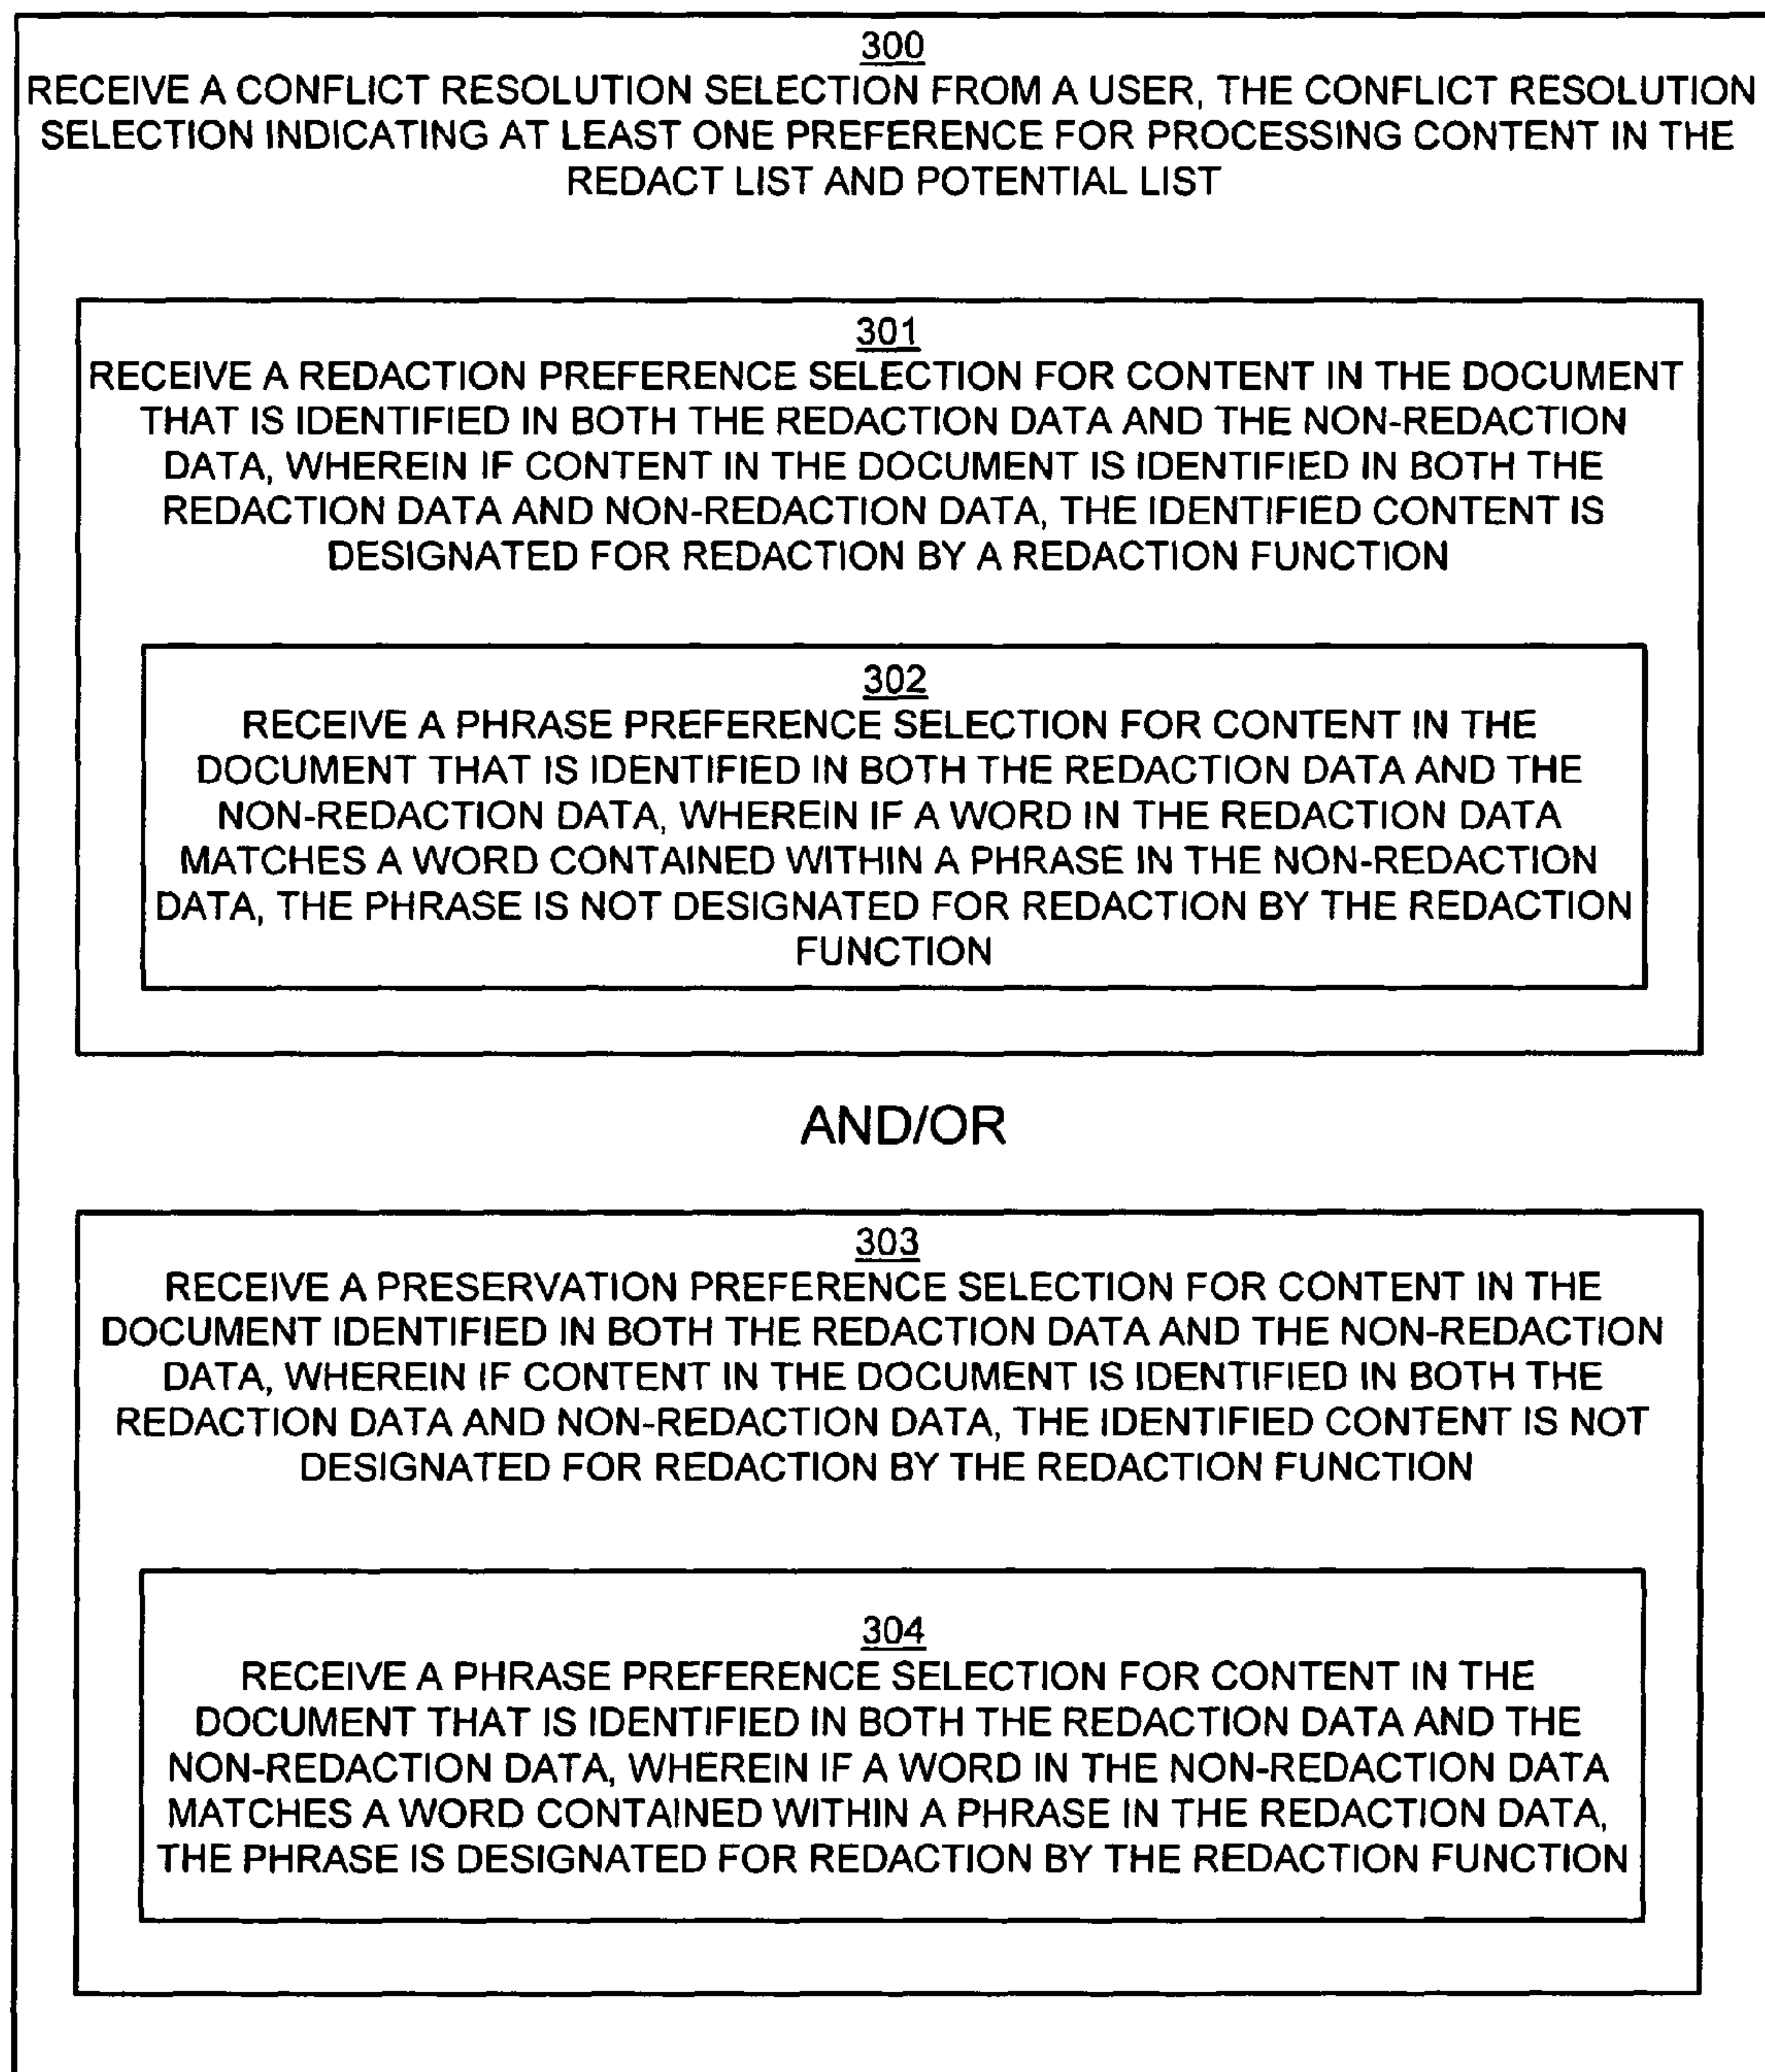 300
RECEIVE A CONFLICT RESOLUTION SELECTION FROM A USER, THE CONFLICT RESOLUTION
SELECTION INDICATING AT LEAST ONE PREFERENCE FOR PROCESSING CONTENT IN THE
REDACT LIST AND POTENTIAL LIST
301
RECEIVE A REDACTION PREFERENCE SELECTION FOR CONTENT IN THE DOCUMENT
THAT IS IDENTIFIED IN BOTH THE REDACTION DATA AND THE NON-REDACTION
DATA, WHEREIN IF CONTENT IN THE DOCUMENT IS IDENTIFIED IN BOTH THE
REDACTION DATA AND NON-REDACTION DATA, THE IDENTIFIED CONTENT IS
DESIGNATED FOR REDACTION BY A REDACTION FUNCTION
302
RECEIVE A PHRASE PREFERENCE SELECTION FOR CONTENT IN THE
DOCUMENT THAT IS IDENTIFIED IN BOTH THE REDACTION DATA AND THE
NON-REDACTION DATA, WHEREIN IF A WORD IN THE REDACTION DATA
MATCHES A WORD CONTAINED WITHIN A PHRASE IN THE NON-REDACTION
DATA, THE PHRASE IS NOT DESIGNATED FOR REDACTION BY THE REDACTION
FUNCTION
AND/OR
303
RECEIVE A PRESERVATION PREFERENCE SELECTION FOR CONTENT IN THE
DOCUMENT IDENTIFIED IN BOTH THE REDACTION DATA AND THE NON-REDACTION
DATA, WHEREIN IF CONTENT IN THE DOCUMENT IS IDENTIFIED IN BOTH THE
REDACTION DATA AND NON-REDACTION DATA, THE IDENTIFIED CONTENT IS NOT
DESIGNATED FOR REDACTION BY THE REDACTION FUNCTION
304
RECEIVE A PHRASE PREFERENCE SELECTION FOR CONTENT IN THE
DOCUMENT THAT IS IDENTIFIED IN BOTH THE REDACTION DATA AND THE
NON-REDACTION DATA, WHEREIN IF A WORD IN THE NON-REDACTION DATA
MATCHES A WORD CONTAINED WITHIN A PHRASE IN THE REDACTION DATA,
THE PHRASE IS DESIGNATED FOR REDACTION BY THE REDACTION FUNCTION